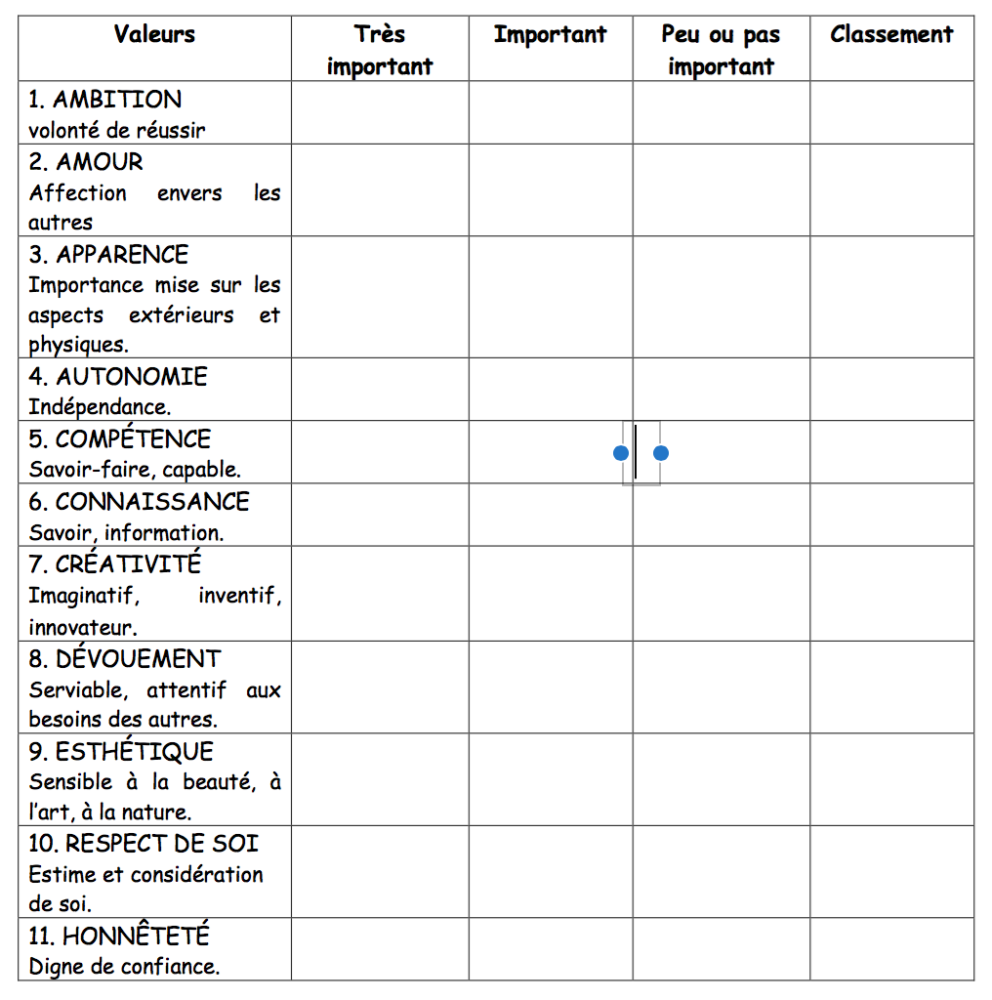 Valeurs Très important Important Peu ou pas important Classement
1. AMBITION
volonté de réussir
2. AMOUR
Affection envers les
autres
3. APPARENCE
Importance mise sur les
aspects extérieurs et
physiques.
4. AUTONOMIE
Indépendance.
5. COMPÉTENCE
Savoir-faire, capable.
6. CONNAISSANCE
Savoir, information.
7. CRÉATIVITÉ
Imaginatif, inventif,
innovateur.
8. DÉVOUEMENT
Serviable, attentif aux
besoins des autres.
9. ESTHÉTIQUE
Sensible à la beauté, à
l'art, à la nature.
10. RESPECT DE SOI
Estime et considération
de soi.
11. HONNÊTETÉ
Digne de confiance.